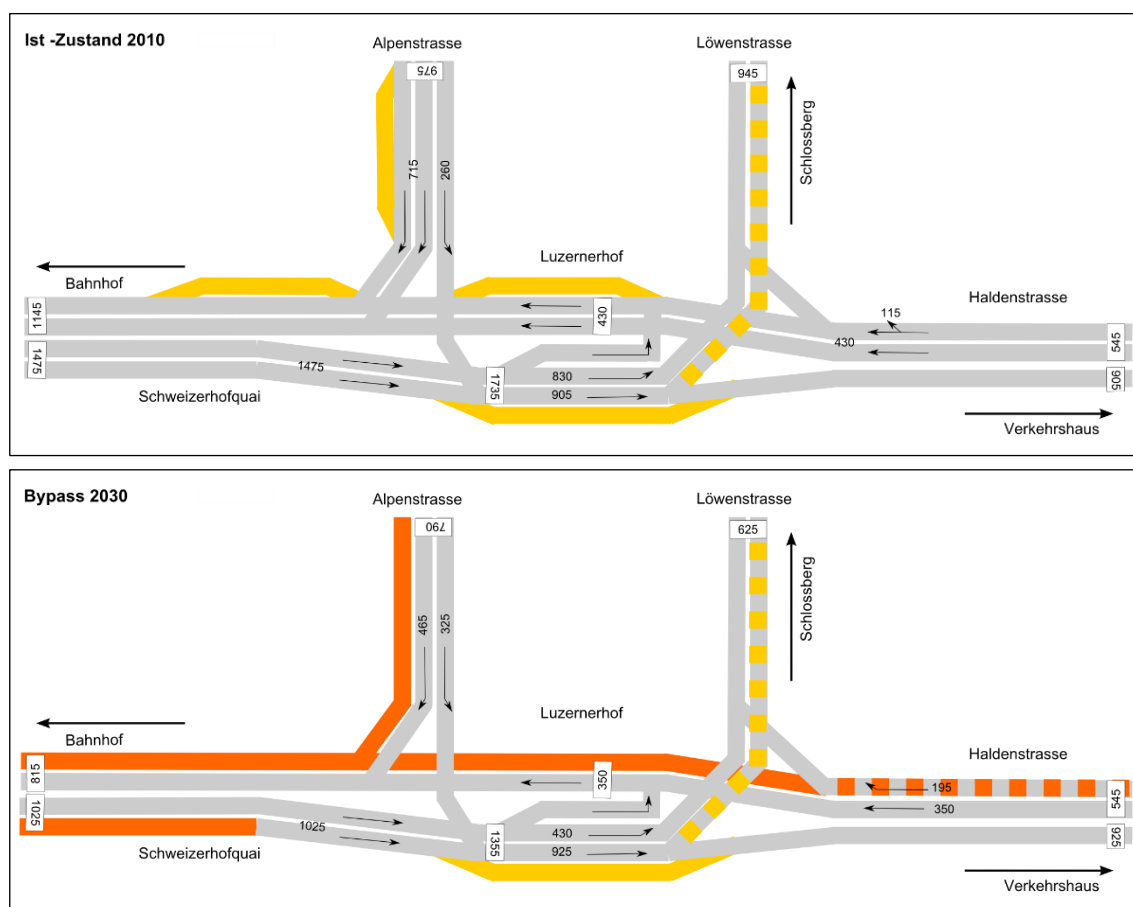 Ist -Zustand 2010
Alpenstrasse
Löwenstrasse
975
945
Schlossberg
715
260
Luzernerhof
Bahnhof
Haldenstrasse
1145
430
115
430
545
1475
1475
1735
830
905
905
Schweizerhofquai
Verkehrshaus
Bypass 2030
Alpenstrasse
Löwenstrasse
790
625
Schlossberg
465
325
Luzernerhof
Bahnhof
Haldenstrasse
815
350
195
350
545
1025
1025
1355
430
925
925
Schweizerhofquai
Verkehrshaus